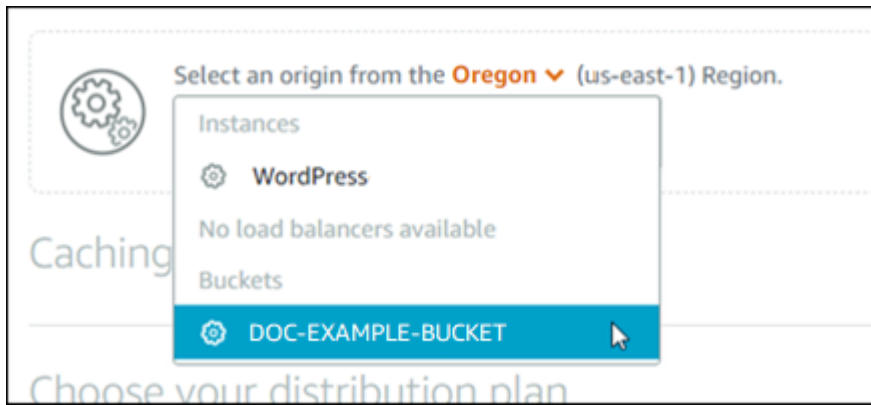 Select an origin from the Oregon (us-east-1) Region.
Instances
WordPress
No load balancers available
Caching
Buckets
DOC-EXAMPLE-BUCKET
Choose your distribution plan